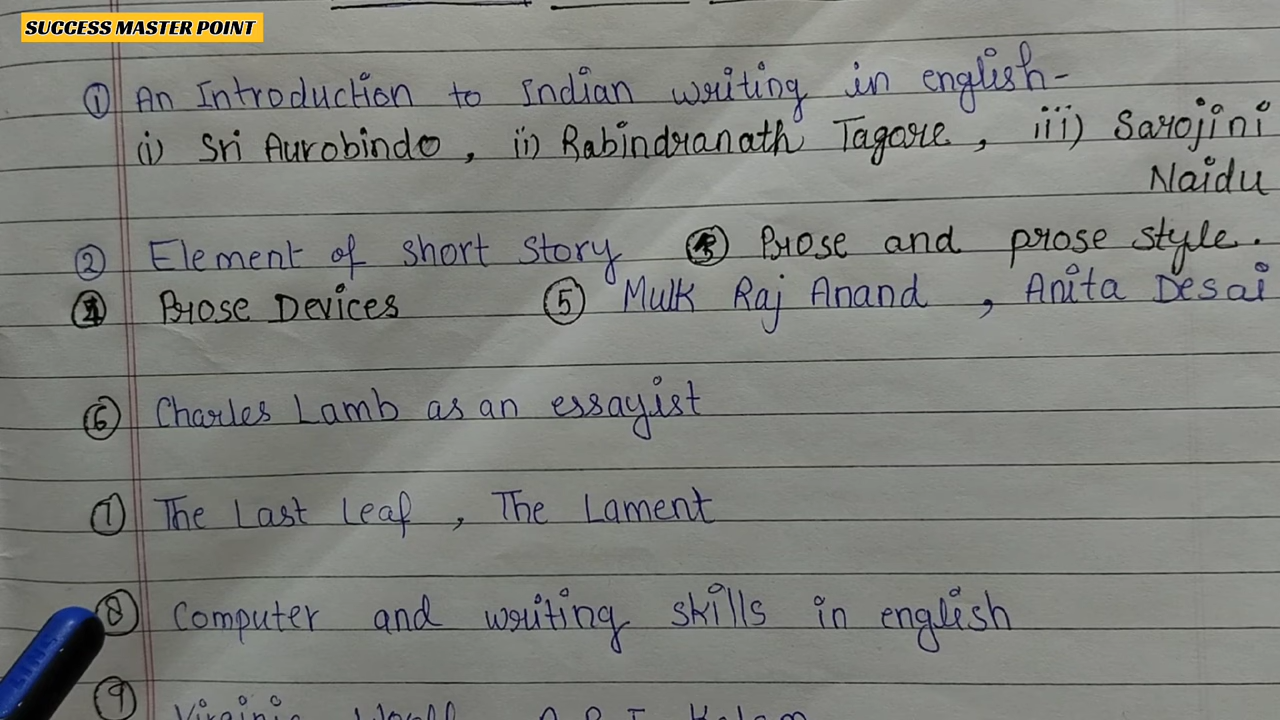 SUCCESS MASTER POINT
① An Introduction to Indian writing in english-
(i) Sri Aurobindo, ii) Rabindranath Tagore, iii) Sarojini
Naidu
② Element of short story ③ Prose and prose style.
④ Prose Devices ⑤ Mulk Raj Anand, Anita Desai
⑥ Charles Lamb as an essayist
⑦ The Last Leaf, The Lament
⑧ Computer and writing skills in english
⑨